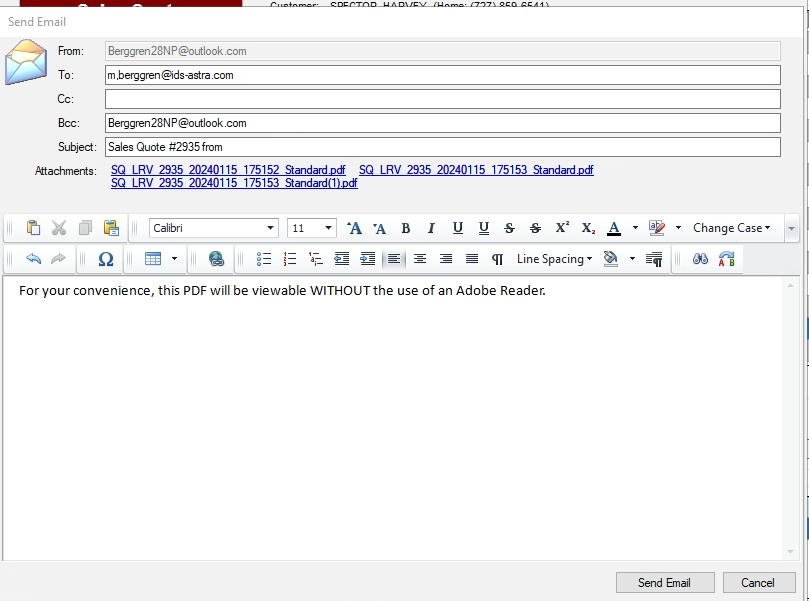 Customer: SPECTOR, HARVEY (Home: (727) 859-6541)
Send Email
From: Berggren28NP@outlook.com
To: m,berggren@ids-astra.com
Cc:
Bcc: Berggren28NP@outlook.com
Subject: Sales Quote #2935 from
Attachments: SQ_LRV_2935_20240115_175152_Standard.pdf SQ_LRV_2935_20240115_175153_Standard.pdf
SQ_LRV_2935_20240115_175153_Standard(1).pdf
Calibri 11 A A B I U U S S X² X₂ A ab Change Case
Ω Line Spacing ¶ A B
For your convenience, this PDF will be viewable WITHOUT the use of an Adobe Reader.
Send Email Cancel